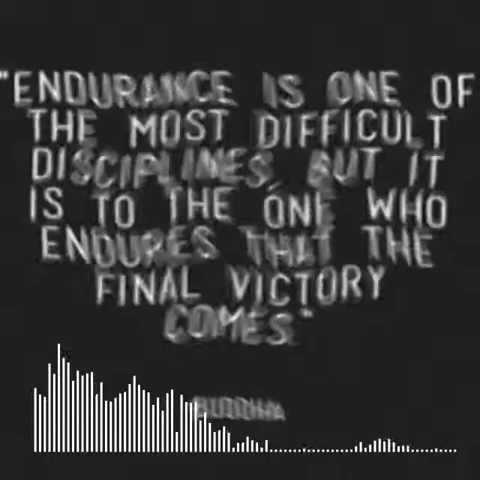 "ENDURANCE IS ONE OF
THE MOST DIFFICULT
DISCIPLINES, BUT IT
IS TO THE ONE WHO
ENDURES THAT THE
FINAL VICTORY
COMES."
BUDDHA